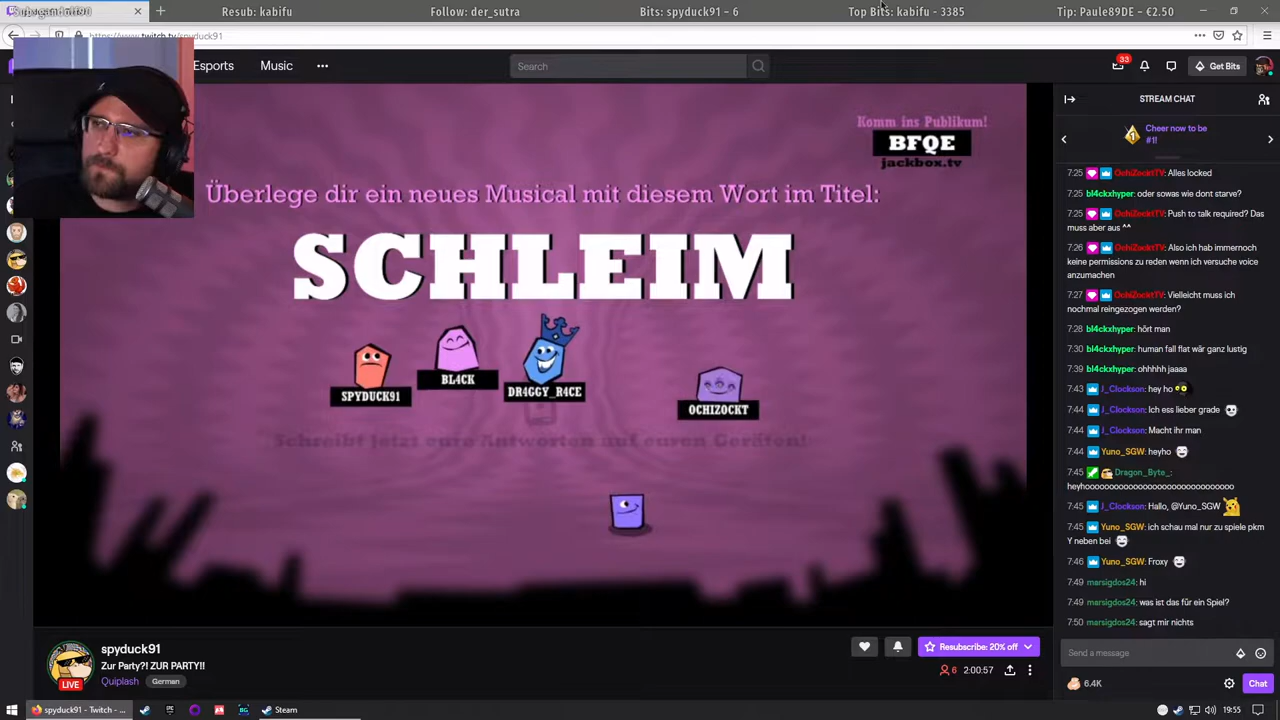 Resub: kabifu
Follow: der_sutra
Bits: spyduck91 - 6
Top Bits: kabifu - 3385
Tip: Paule89DE - €2.50
https://www.twitch.tv/spyduck91
Esports
Music
Search
33
Get Bits
STREAM CHAT
Cheer now to be
#1!
Komm ins Publikum!
BFQE
jackbox.tv
Überlege dir ein neues Musical mit diesem Wort im Titel:
SCHLEIM
SPYDUCK91
BL4CK
DR4GGY_R4CE
OCHIZOCKT
Schreibt jetzt eure Antworten auf euren Geräten!
7:25 OchiZocktTV: Alles locked
7:25 bl4ckxhyper: oder sowas wie dont starve?
7:25 OchiZocktTV: Push to talk required? Das
muss aber aus ^^
7:26 OchiZocktTV: Also ich hab immernoch
keine permissions zu reden wenn ich versuche voice
anzumachen
7:27 OchiZocktTV: Vielleicht muss ich
nochmal reingezogen werden?
7:28 bl4ckxhyper: hört man
7:30 bl4ckxhyper: human fall flat wär ganz lustig
7:39 bl4ckxhyper: ohhhhh jaaaa
7:43 J_Clockson: hey ho
7:44 J_Clockson: Ich ess lieber grade
7:44 J_Clockson: Macht ihr man
7:44 Yuno_SGW: heyho
7:45 Dragon_Byte_:
heyhooooooooooooooooooooooooooooooooo
7:45 J_Clockson: Hallo, @Yuno_SGW
7:45 Yuno_SGW: ich schau mal nur zu spiele pkm
Y neben bei
7:46 Yuno_SGW: Froxy
7:49 marsigdos24: hi
7:49 marsigdos24: was ist das für ein Spiel?
7:50 marsigdos24: sagt mir nichts
Send a message
6.4K
Chat
spyduck91
Zur Party?! ZUR PARTY!!
Quiplash
German
LIVE
Resubscribe: 20% off
6
2:00:57
spyduck91 - Twitch - ...
Steam
19:55